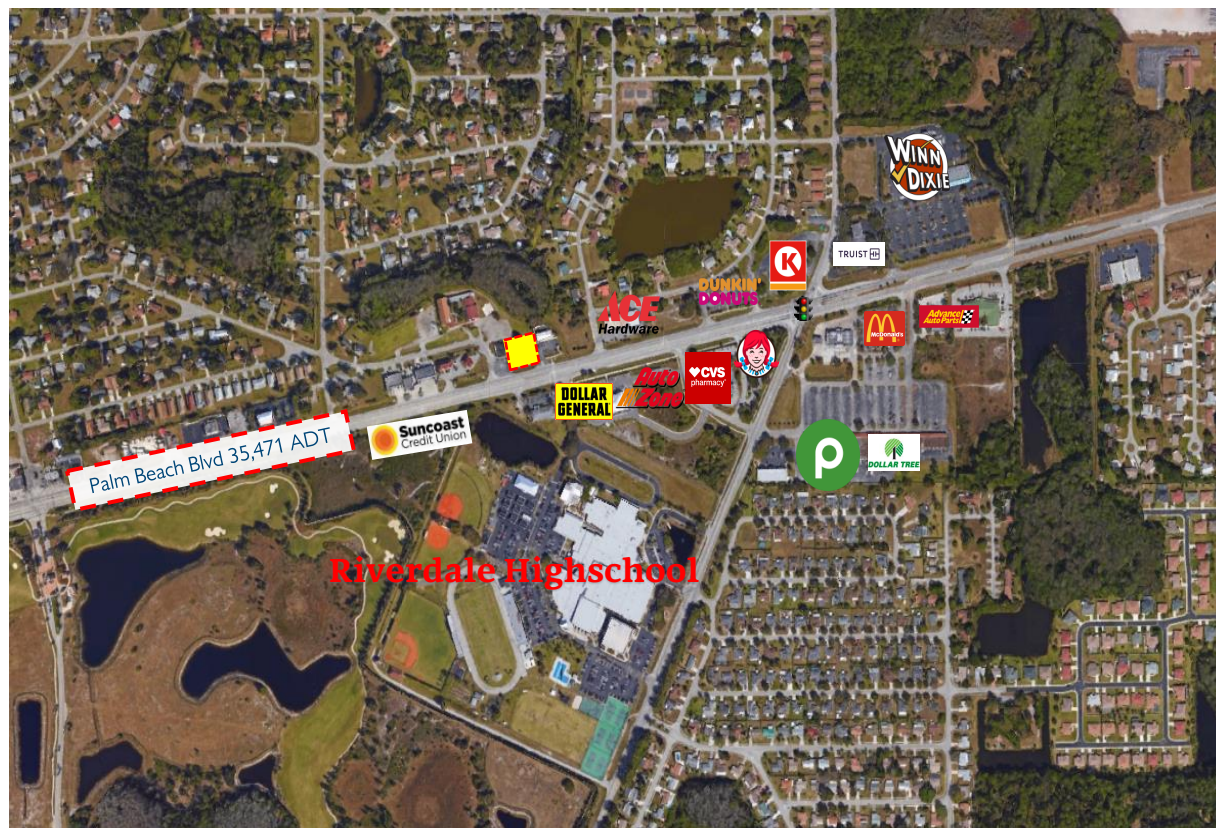 WINN
DIXIE
TRUIST
K
DUNKIN'
DONUTS
ACE
Hardware
Advance
Auto Parts
McDonald's
CVS
pharmacy
Auto
Zone
DOLLAR
GENERAL
Suncoast
Credit Union
Palm Beach Blvd 35,471 ADT
p
DOLLAR TREE
Riverdale Highschool